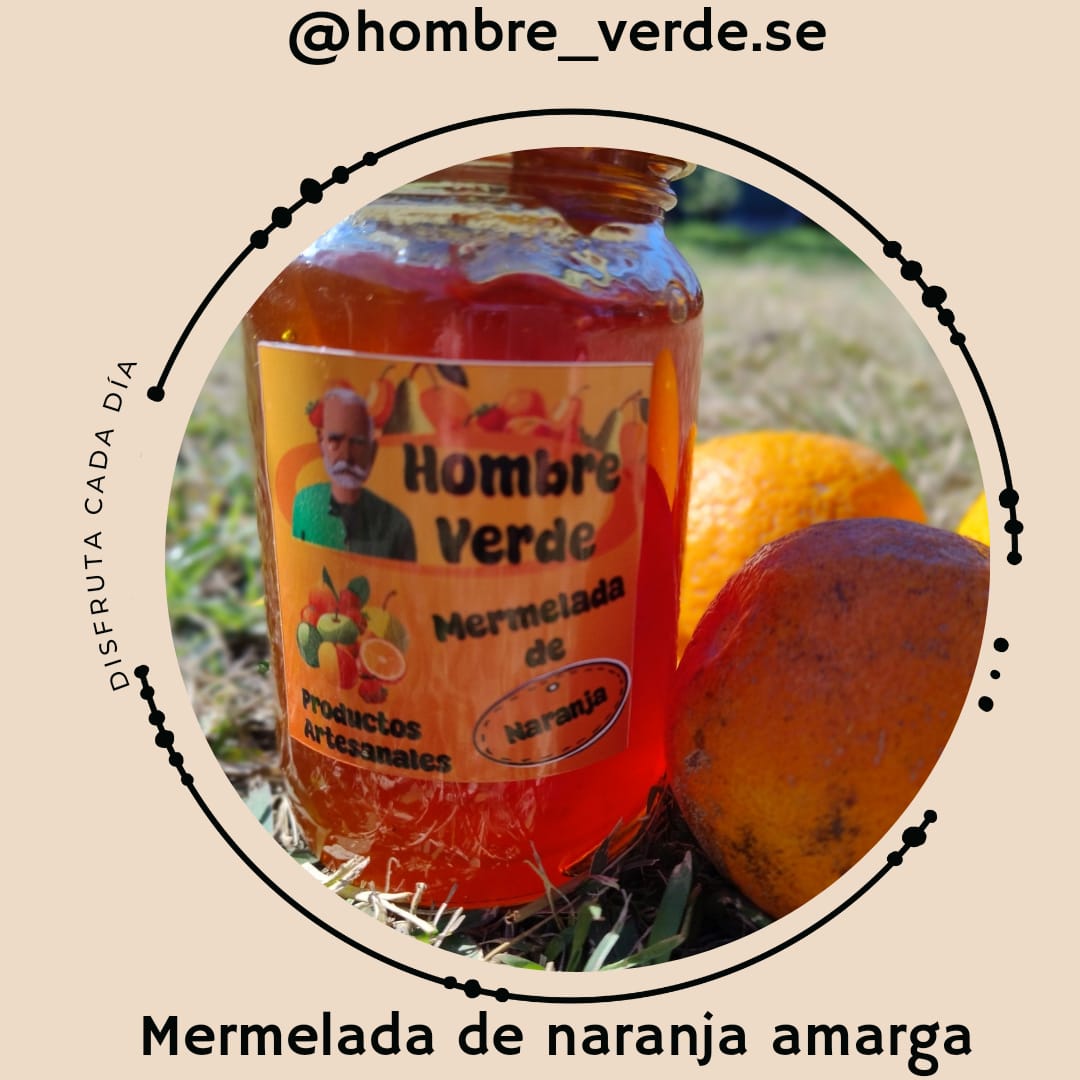 @hombre_verde.se
DISFRUTA CADA DÍA
Hombre
Verde
Mermelada
de
Naranja
Productos
Artesanales
Mermelada de naranja amarga